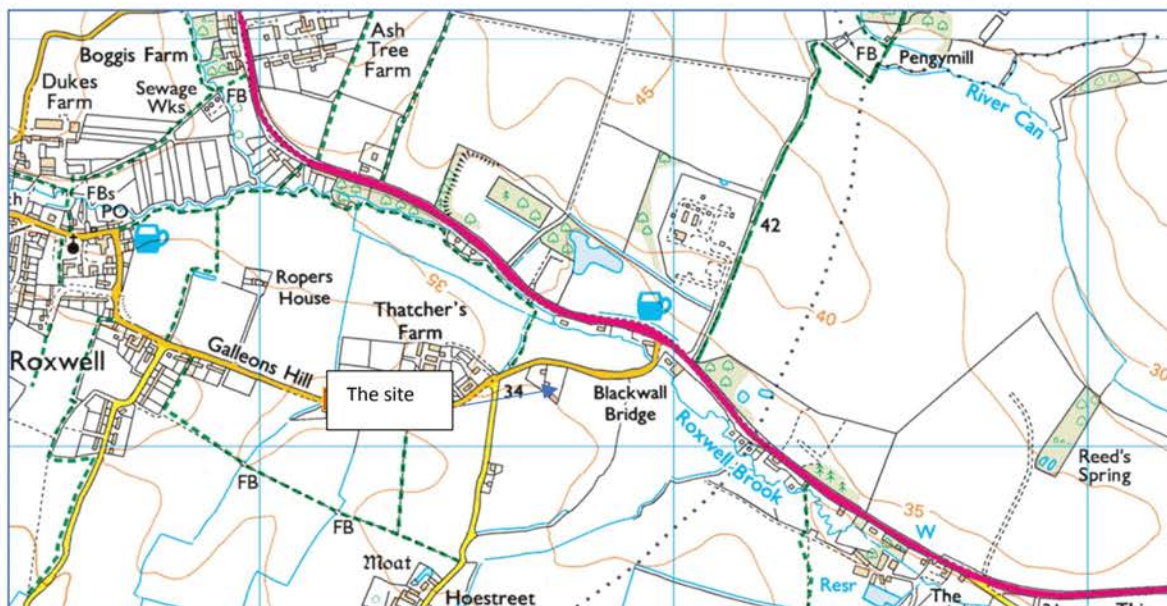 Boggis Farm
Ash
Tree
Farm
FB
Pengymill
Dukes
Farm
Sewage
Wks
FB
45
River Can
FBs
PO
42
Ropers
House
35
Thatcher's
Farm
40
30
Roxwell
Galleons Hill
The site
34
Blackwall
Bridge
Roxwell Brook
Reed's
Spring
FB
FB
35
W
Moat
Resr
The
Hoestreet